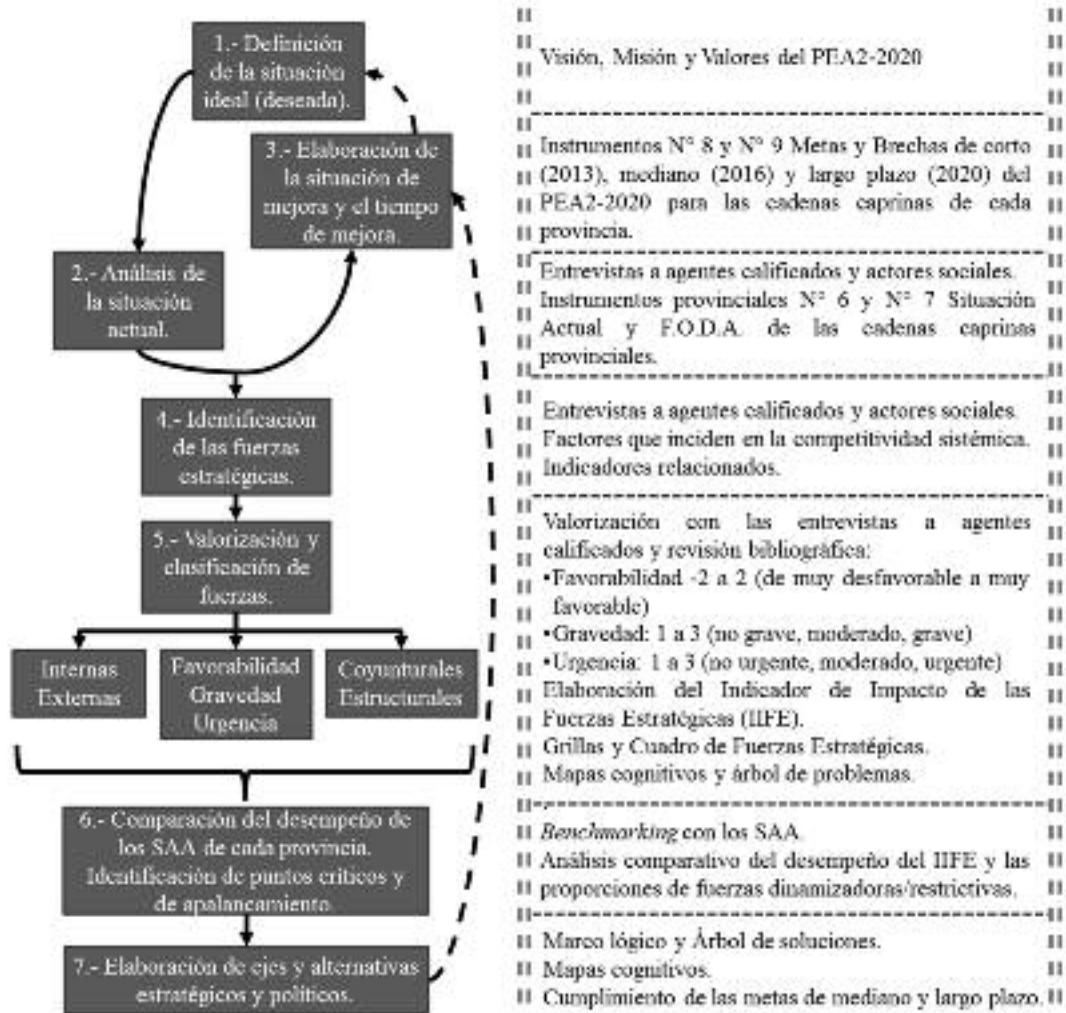 1.- Definición
de la situación
ideal (deseada).
3.- Elaboración de
la situación de
mejora y el tiempo
de mejora.
2.- Análisis de
la situación
actual.
4.- Identificación
de las fuerzas
estratégicas.
5.- Valorización y
clasificación de
fuerzas.
Internas
Externas
Favorabilidad
Gravedad
Urgencia
Coyunturales
Estructurales
6.- Comparación del desempeño de
los SAA de cada provincia.
Identificación de puntos críticos y
de apalancamiento
7.- Elaboración de ejes y alternativas
estratégicos y políticos.
Visión, Misión y Valores del PEA2-2020
Instrumentos N° 8 y N° 9 Metas y Brechas de corto
(2013), mediano (2016) y largo plazo (2020) del
PEA2-2020 para las cadenas caprinas de cada
provincia.
Entrevistas a agentes calificados y actores sociales.
Instrumentos provinciales N° 6 y N° 7 Situación
Actual y F.O.D.A. de las cadenas caprinas
provinciales.
Entrevistas a agentes calificados y actores sociales.
Factores que inciden en la competitividad sistémica.
Indicadores relacionados.
Valorización con las entrevistas a agentes
calificados y revisión bibliográfica:
•Favorabilidad -2 a 2 (de muy desfavorable a muy
favorable)
•Gravedad: 1 a 3 (no grave, moderado, grave)
•Urgencia: 1 a 3 (no urgente, moderado, urgente)
Elaboración del Indicador de Impacto de las
Fuerzas Estratégicas (IIFE).
Grillas y Cuadro de Fuerzas Estratégicas.
Mapas cognitivos y árbol de problemas.
.
Benchmarking con los SAA.
Análisis comparativo del desempeño del IIFE y las
proporciones de fuerzas dinamizadoras/restrictivas.
Marco lógico y Árbol de soluciones.
Mapas cognitivos.
Cumplimiento de las metas de mediano y largo plazo.